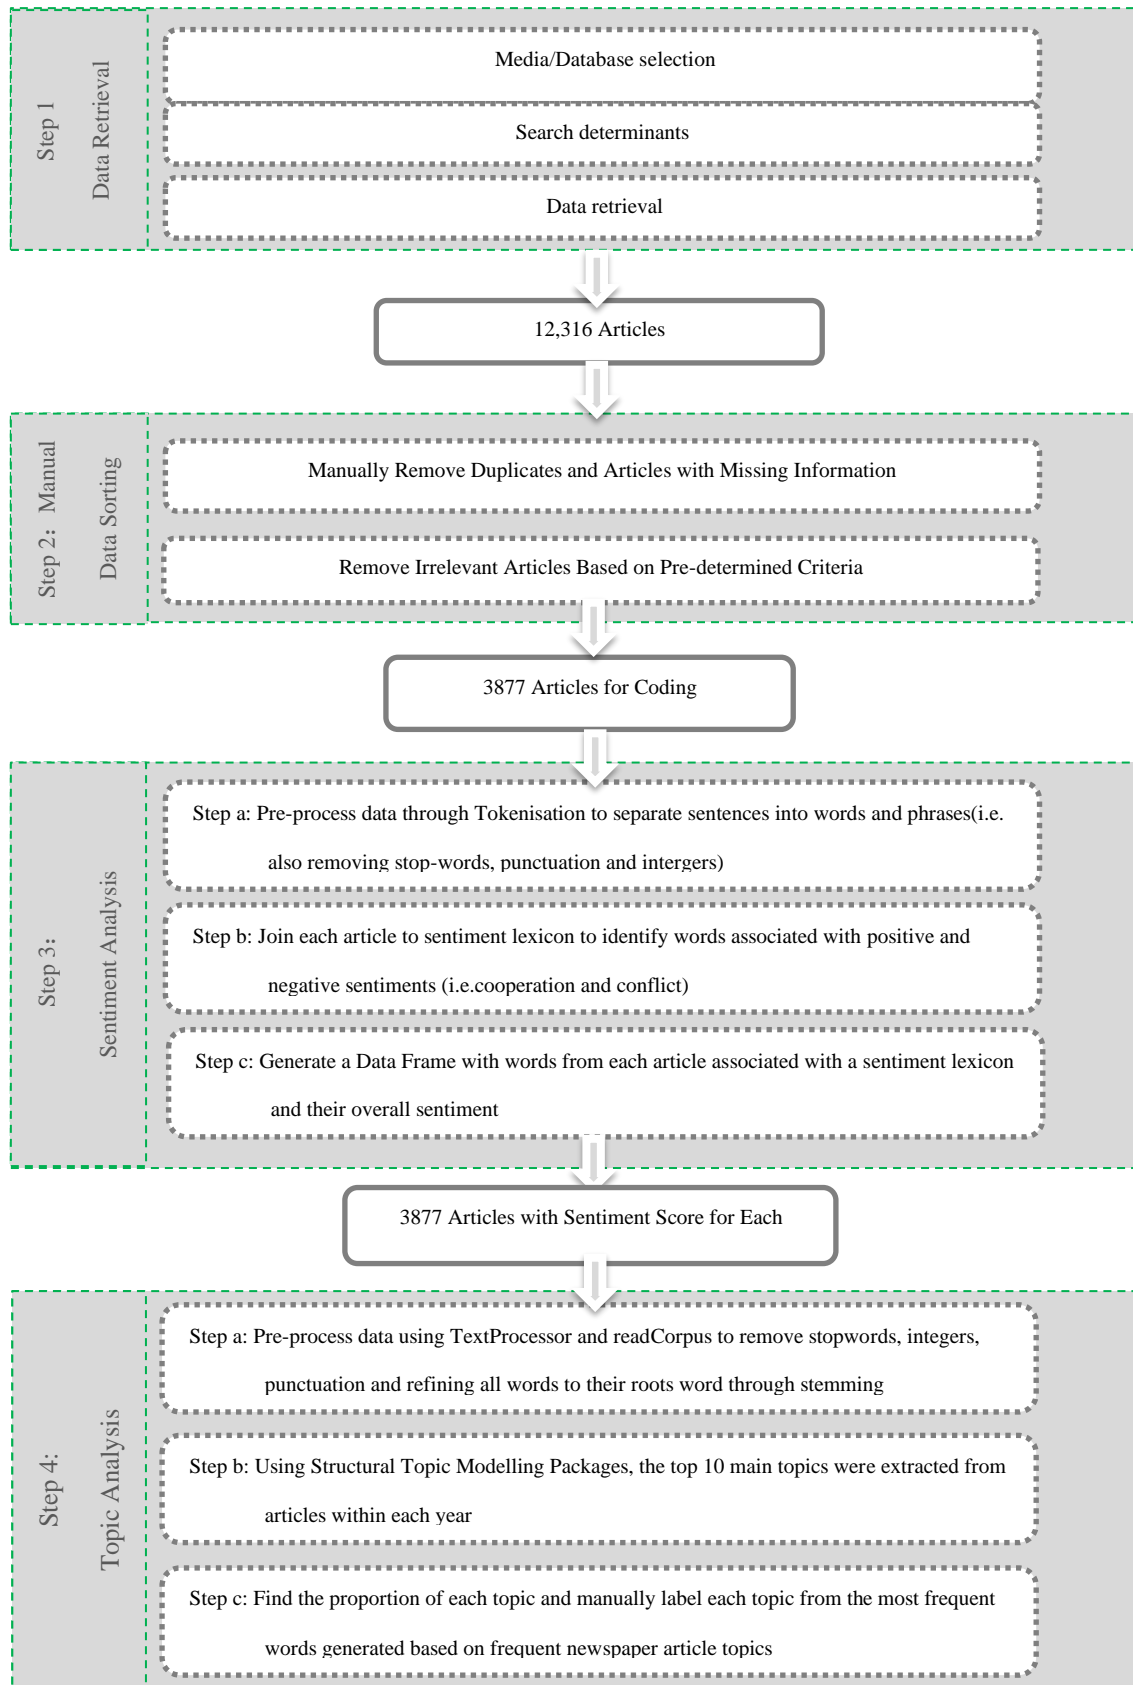 Step 1
Data Retrieval
Media/Database selection
Search determinants
Data retrieval
12,316 Articles
Step 2: Manual
Data Sorting
Manually Remove Duplicates and Articles with Missing Information
Remove Irrelevant Articles Based on Pre-determined Criteria
3877 Articles for Coding
Step 3:
Sentiment Analysis
Step a: Pre-process data through Tokenisation to separate sentences into words and phrases(i.e.
also removing stop-words, punctuation and intergers)
Step b: Join each article to sentiment lexicon to identify words associated with positive and
negative sentiments (i.e.cooperation and conflict)
Step c: Generate a Data Frame with words from each article associated with a sentiment lexicon
and their overall sentiment
3877 Articles with Sentiment Score for Each
Step 4:
Topic Analysis
Step a: Pre-process data using TextProcessor and readCorpus to remove stopwords, integers,
punctuation and refining all words to their roots word through stemming
Step b: Using Structural Topic Modelling Packages, the top 10 main topics were extracted from
articles within each year
Step c: Find the proportion of each topic and manually label each topic from the most frequent
words generated based on frequent newspaper article topics